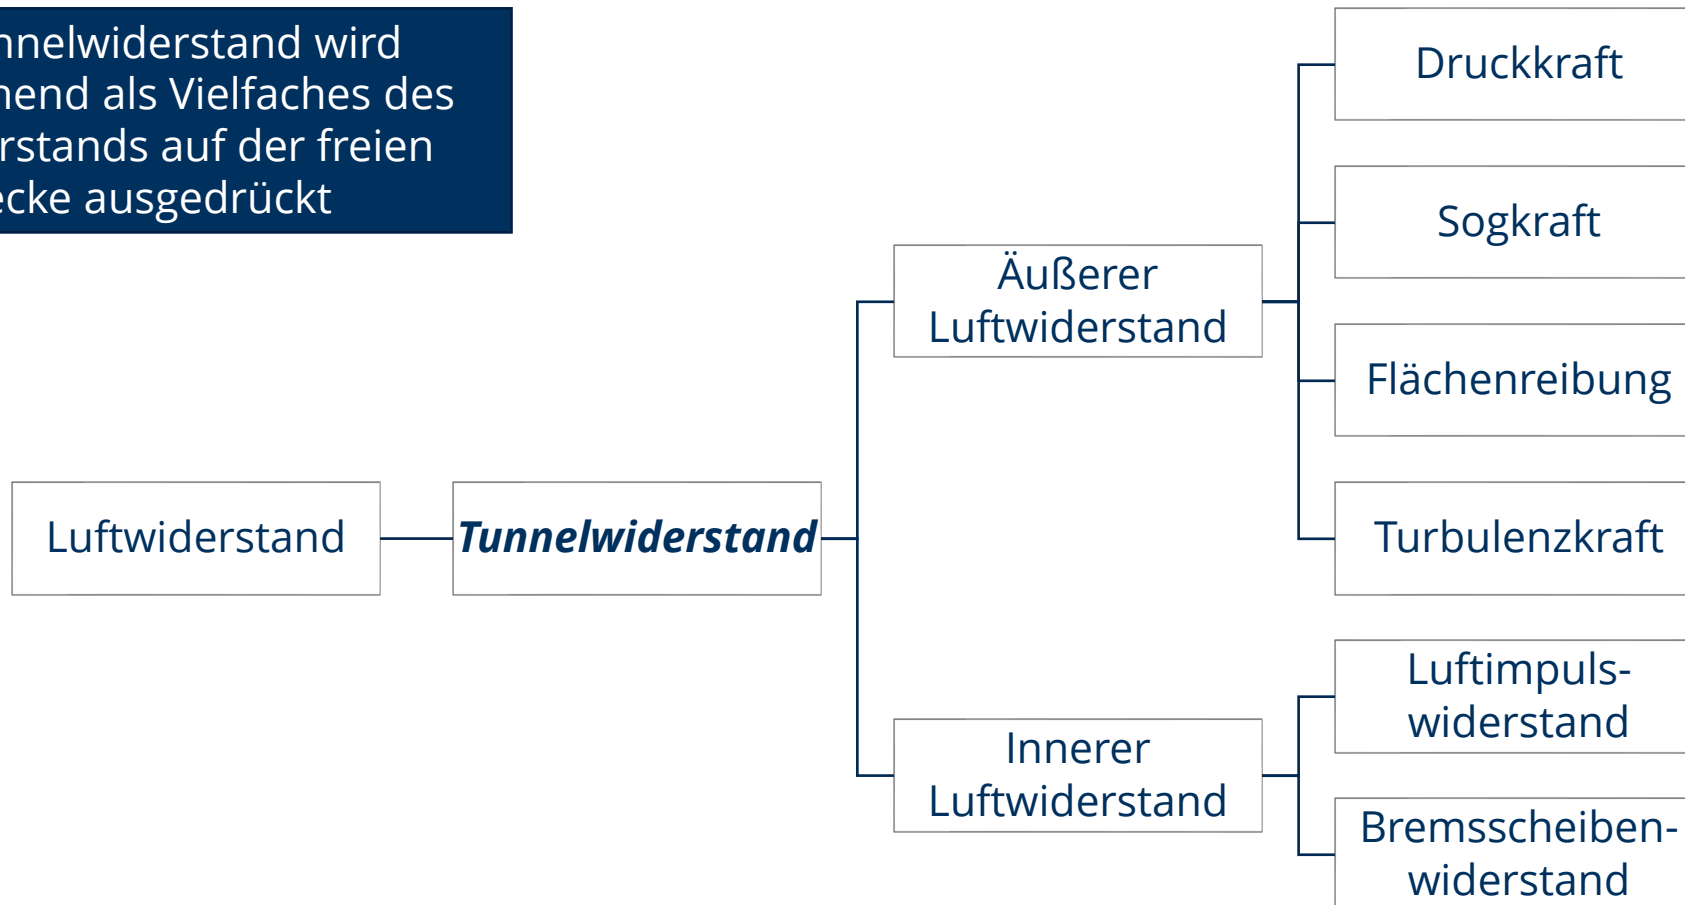 nnelwiderstand wird
nend als Vielfaches des
rstands auf der freien
ecke ausgedrückt
Druckkraft
Sogkraft
Äußerer
Luftwiderstand
Flächenreibung
Luftwiderstand
Tunnelwiderstand
Turbulenzkraft
Innerer
Luftwiderstand
Luftimpuls-
widerstand
Bremsscheiben-
widerstand